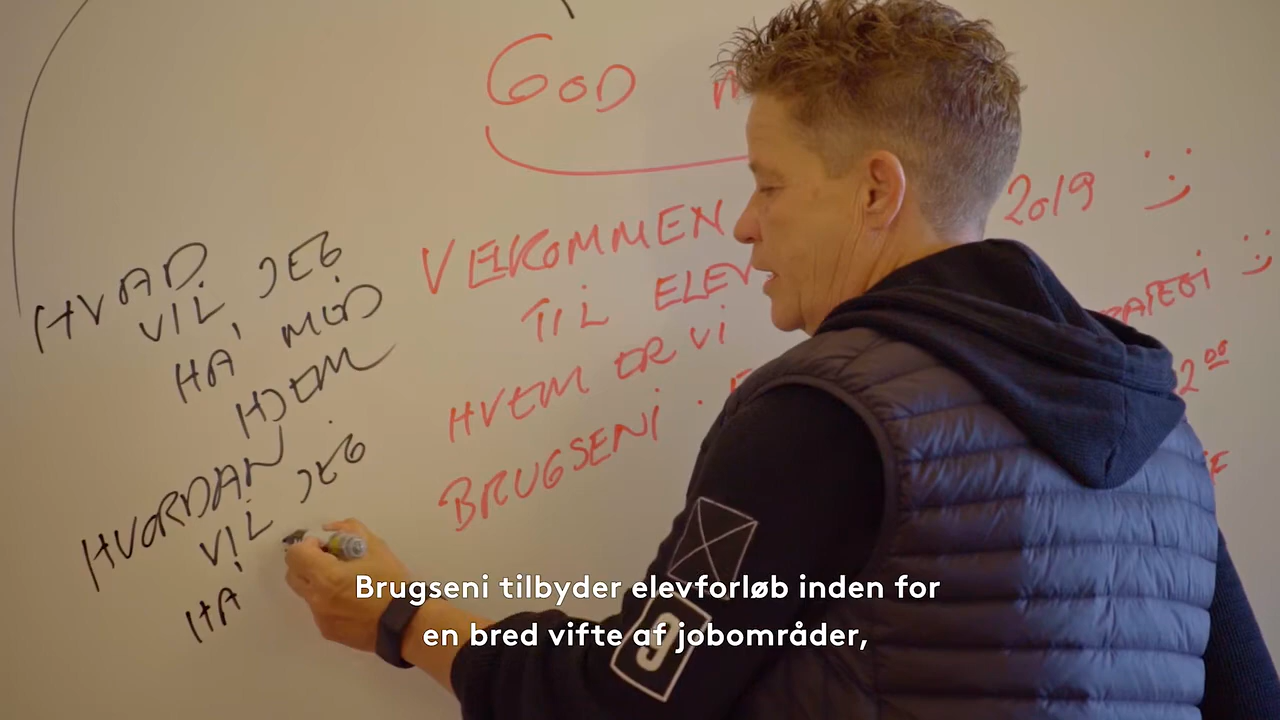 GOD
VELKOMMEN 2019 :)
TIL ELEV
HVEM ER VI :)
BRUGSENI
HVAD
VIL JEG
HA' MED
HJEM
HVORDAN
VIL JEG
HA
9
Brugseni tilbyder elevforløb inden for
en bred vifte af jobområder,